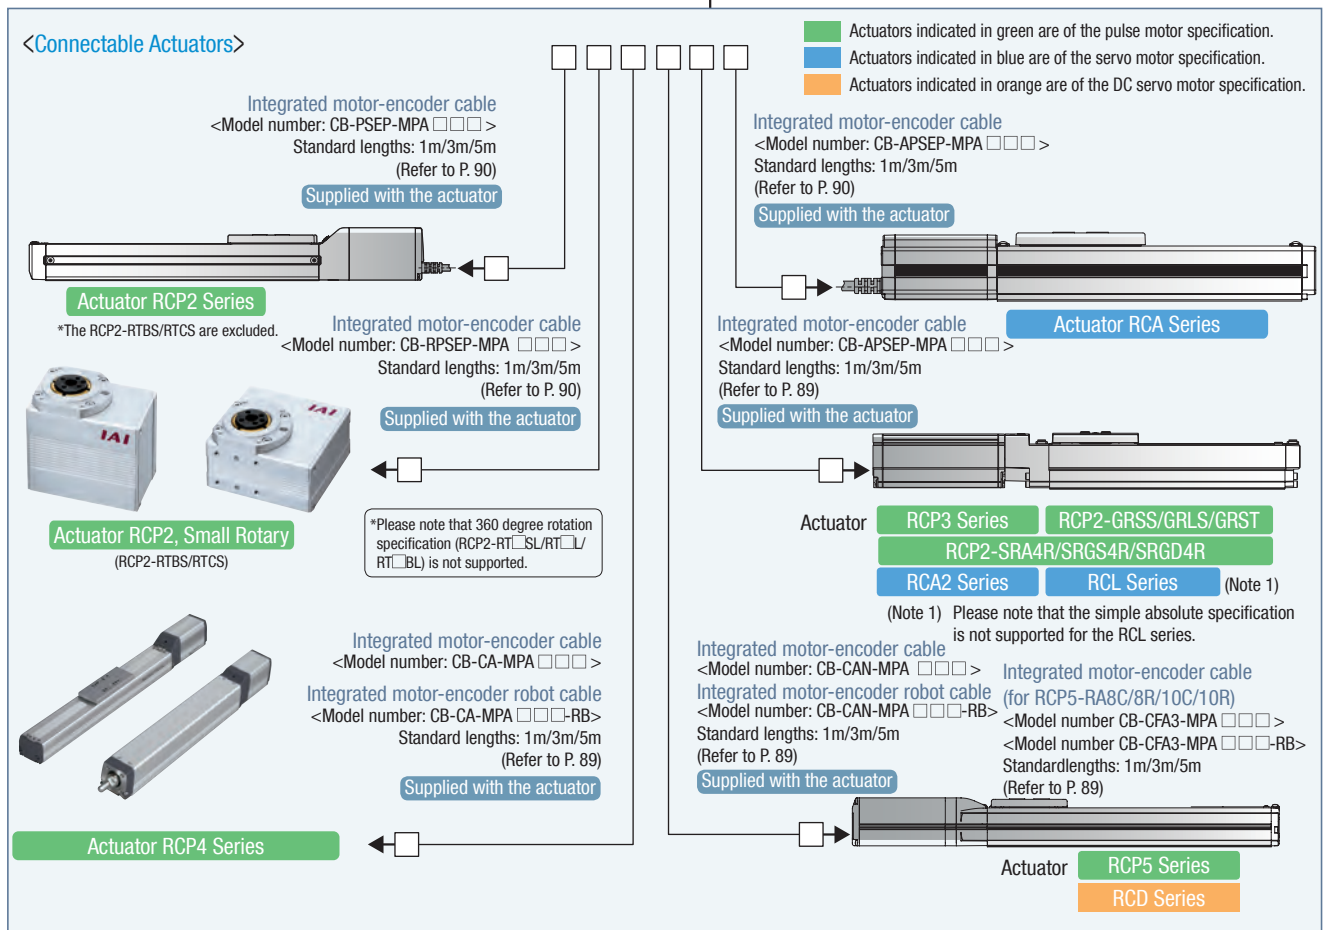 <Connectable Actuators>
Actuators indicated in green are of the pulse motor specification.
Actuators indicated in blue are of the servo motor specification.
Actuators indicated in orange are of the DC servo motor specification.
Integrated motor-encoder cable
<Model number: CB-PSEP-MPA □□□ >
Standard lengths: 1m/3m/5m
(Refer to P. 90)
Supplied with the actuator
Actuator RCP2 Series
*The RCP2-RTBS/RTCS are excluded.
Integrated motor-encoder cable
<Model number: CB-RPSEP-MPA □□□ >
Standard lengths: 1m/3m/5m
(Refer to P. 90)
Supplied with the actuator
IAI
IAI
Actuator RCP2, Small Rotary
(RCP2-RTBS/RTCS)
*Please note that 360 degree rotation
specification (RCP2-RT□SL/RT□L/
RT□BL) is not supported.
Integrated motor-encoder cable
<Model number: CB-CA-MPA □□□ >
Integrated motor-encoder robot cable
<Model number: CB-CA-MPA □□□-RB>
Standard lengths: 1m/3m/5m
(Refer to P. 89)
Supplied with the actuator
Actuator RCP4 Series
Integrated motor-encoder cable
<Model number: CB-APSEP-MPA □□□ >
Standard lengths: 1m/3m/5m
(Refer to P. 90)
Supplied with the actuator
Actuator RCA Series
Integrated motor-encoder cable
<Model number: CB-APSEP-MPA □□□ >
Standard lengths: 1m/3m/5m
(Refer to P. 89)
Supplied with the actuator
Actuator RCP3 Series RCP2-GRSS/GRLS/GRST
RCP2-SRA4R/SRGS4R/SRGD4R
RCA2 Series RCL Series (Note 1)
(Note 1) Please note that the simple absolute specification
is not supported for the RCL series.
Integrated motor-encoder cable
<Model number: CB-CAN-MPA □□□ >
Integrated motor-encoder robot cable
<Model number: CB-CAN-MPA □□□-RB>
Standard lengths: 1m/3m/5m
(Refer to P. 89)
Supplied with the actuator
Integrated motor-encoder cable
(for RCP5-RA8C/8R/10C/10R)
<Model number CB-CFA3-MPA □□□ >
<Model number CB-CFA3-MPA □□□-RB>
Standardlengths: 1m/3m/5m
(Refer to P. 89)
Actuator RCP5 Series
RCD Series